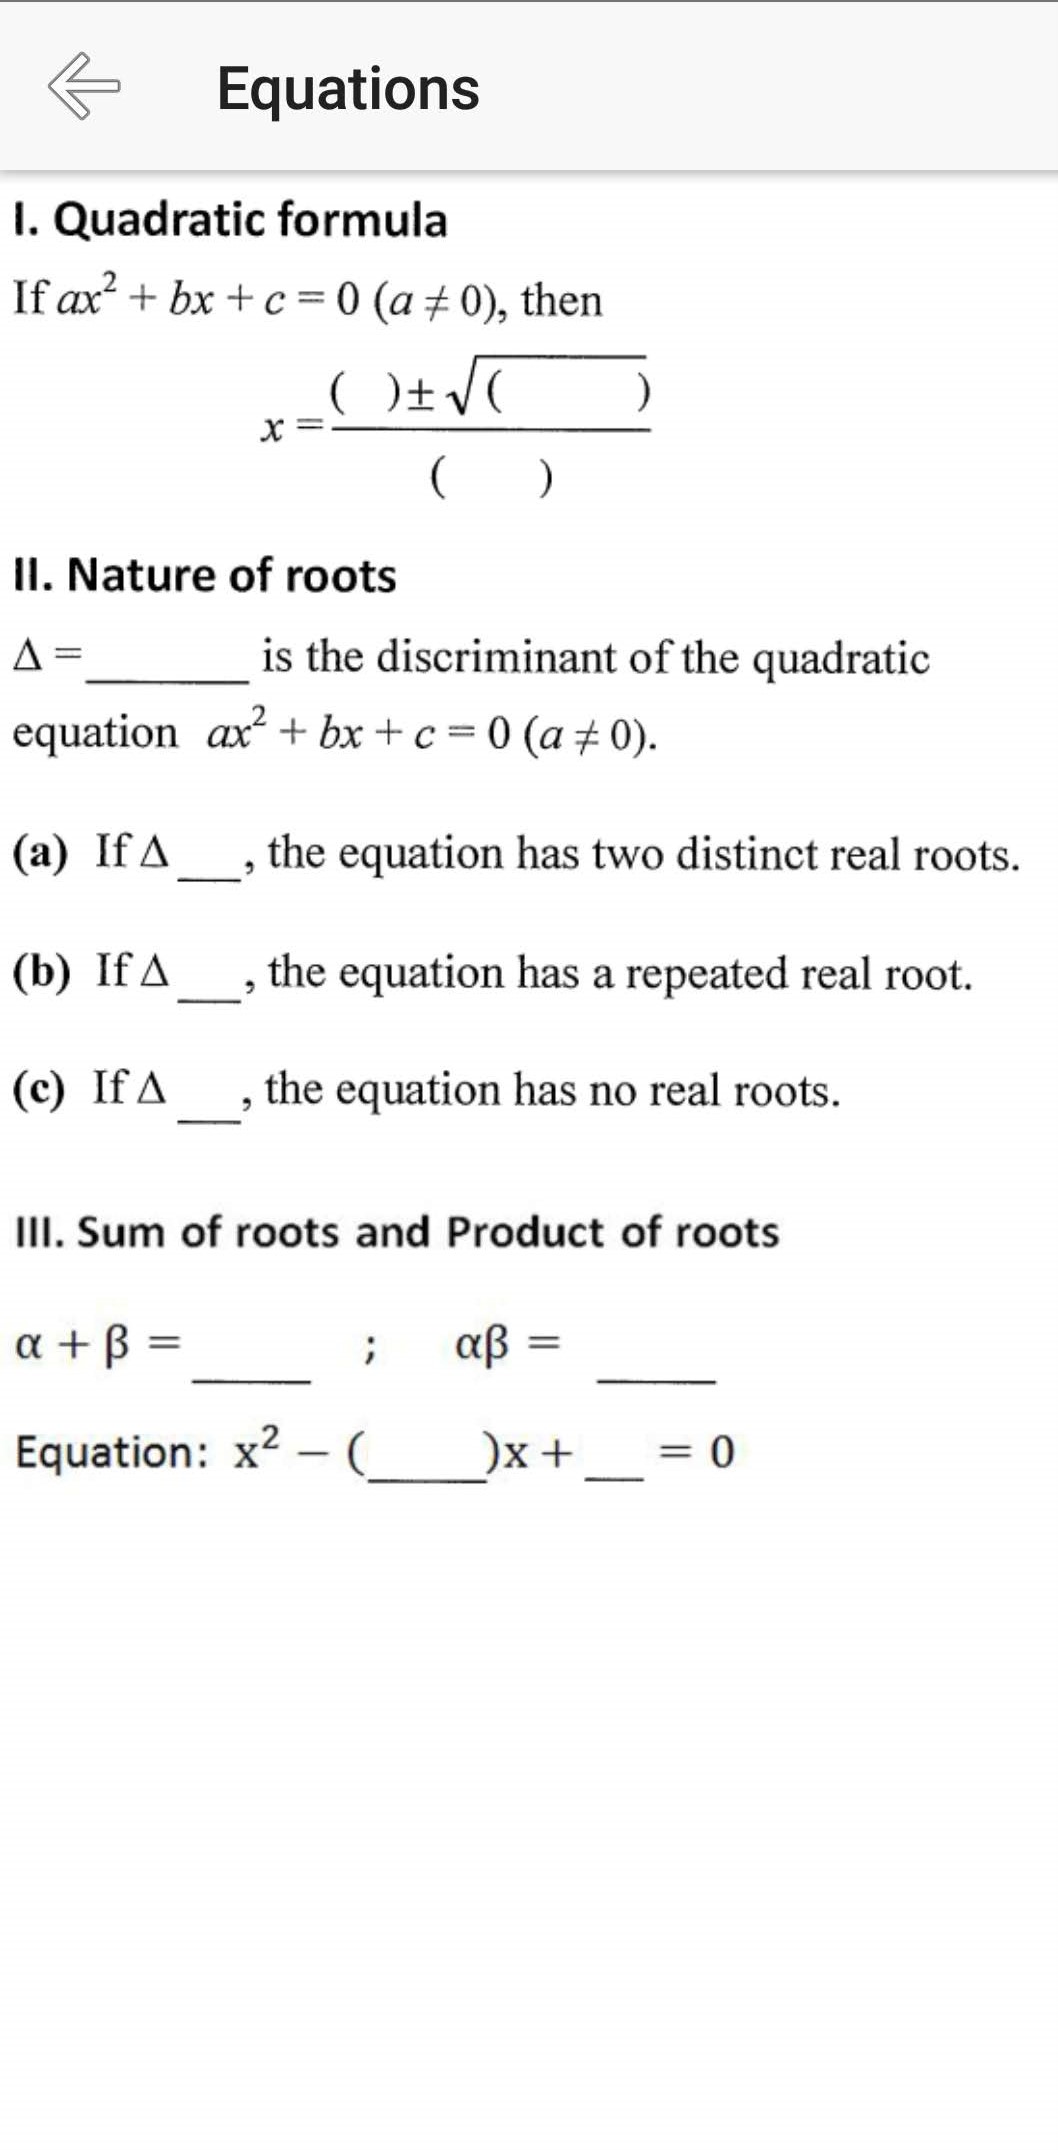 Equations
I. Quadratic formula
If ax² + bx + c = 0 (a ≠ 0), then
x = ( ) ± √( ) / ( )
II. Nature of roots
Δ = ______ is the discriminant of the quadratic
equation ax² + bx + c = 0 (a ≠ 0).
(a) If Δ ___, the equation has two distinct real roots.
(b) If Δ ___, the equation has a repeated real root.
(c) If Δ ___, the equation has no real roots.
III. Sum of roots and Product of roots
α + β = _____ ; αβ = _____
Equation: x² − (_____)x + ___ = 0